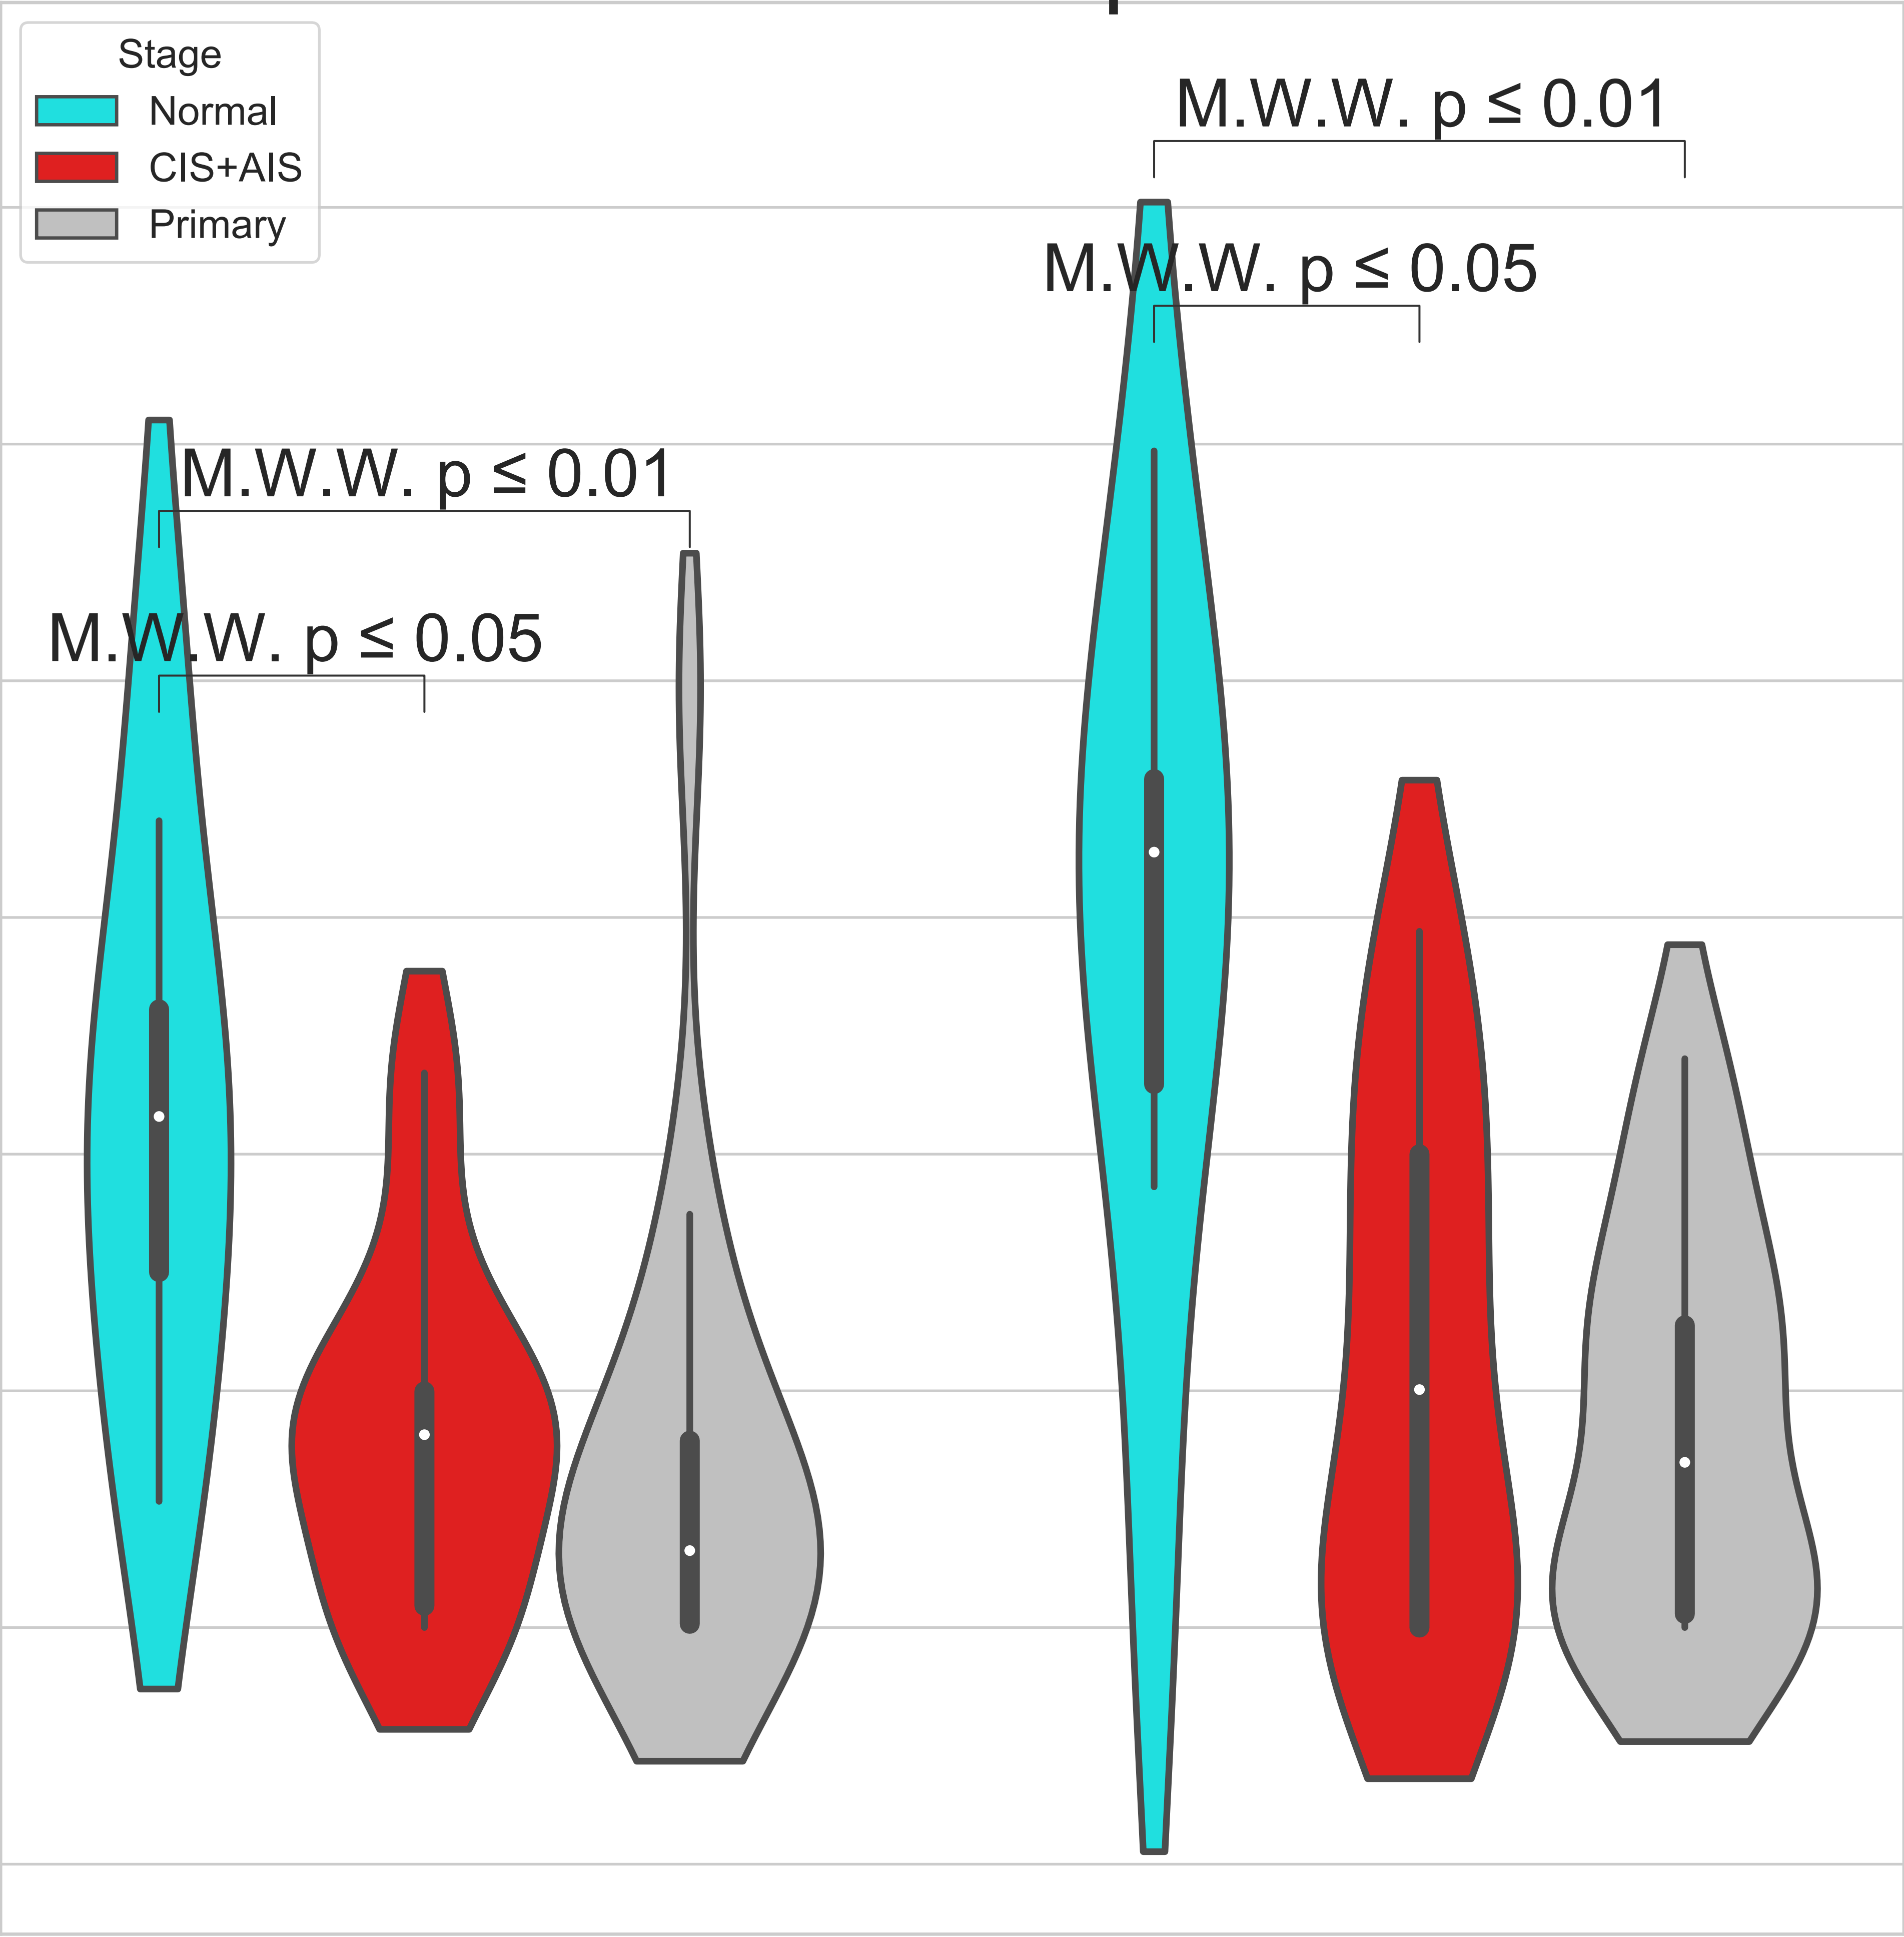 Stage
Normal
CIS+AIS
Primary
M.W.W. p ≤ 0.01
M.W.W. p ≤ 0.05
M.W.W. p ≤ 0.01
M.W.W. p ≤ 0.05